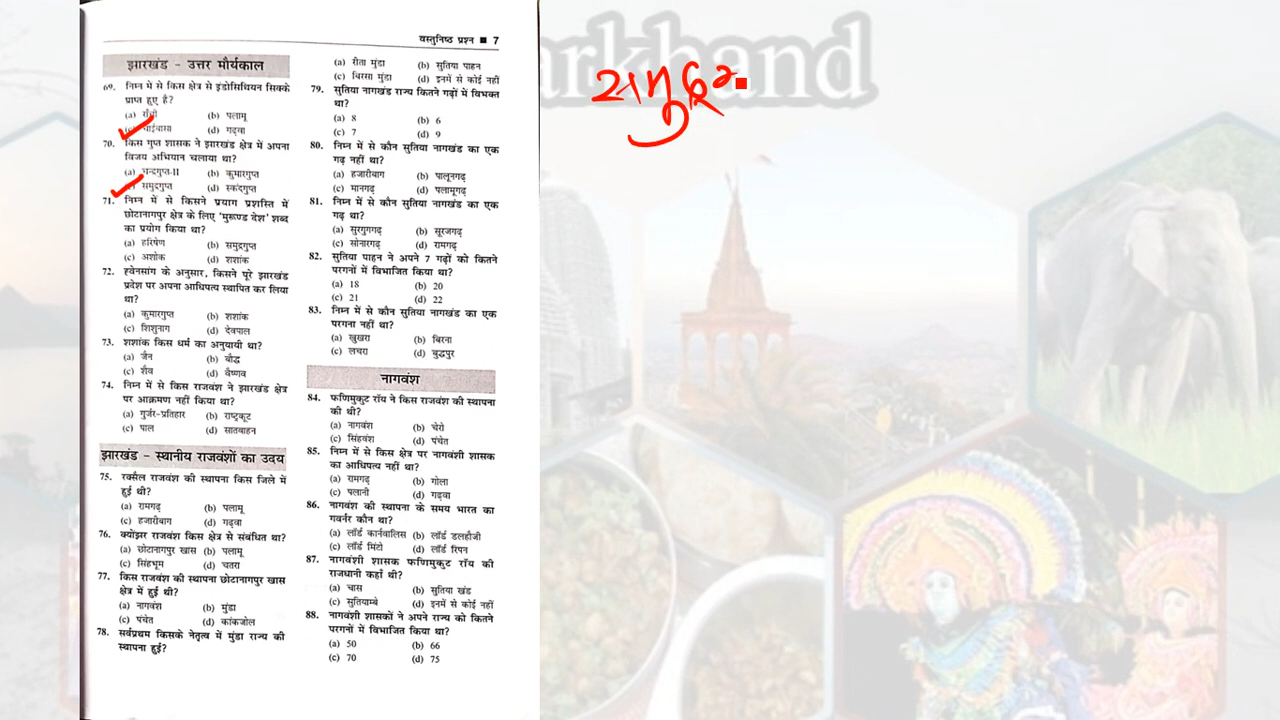 वस्तुनिष्ठ प्रश्न ■ 7
झारखंड - उत्तर मौर्यकाल
69. निम्न में से किस क्षेत्र से इंडोसिथियन सिक्के
प्राप्त हुए है?
(a) राँची (b) पलामू
(c) चाईबासा (d) गढ़वा
70. किस गुप्त शासक ने झारखंड क्षेत्र में अपना
विजय अभियान चलाया था?
(a) चन्द्रगुप्त-II (b) कुमारगुप्त
समुद्रगुप्त (d) स्कंदगुप्त
71. निम्न में से किसने प्रयाग प्रशस्ति में
छोटानागपुर क्षेत्र के लिए 'मुरूण्ड देश' शब्द
का प्रयोग किया था?
(a) हरिषेण (b) समुद्रगुप्त
(c) अशोक (d) शशांक
72. ह्वेनसांग के अनुसार, किसने पूरे झारखंड
प्रदेश पर अपना आधिपत्य स्थापित कर लिया
था?
(a) कुमारगुप्त (b) शशांक
(c) शिशुनाग (d) देवपाल
73. शशांक किस धर्म का अनुयायी था?
(a) जैन (b) बौद्ध
(c) शैव (d) वैष्णव
74. निम्न में से किस राजवंश ने झारखंड क्षेत्र
पर आक्रमण नहीं किया था?
(a) गुर्जर-प्रतिहार (b) राष्ट्रकूट
(c) पाल (d) सातवाहन
झारखंड - स्थानीय राजवंशों का उदय
75. रक्सैल राजवंश की स्थापना किस जिले में
हुई थी?
(a) रामगढ़ (b) पलामू
(c) हजारीबाग (d) गढ़वा
76. क्योंझर राजवंश किस क्षेत्र से संबंधित था?
(a) छोटानागपुर खास (b) पलामू
(c) सिंहभूम (d) चतरा
77. किस राजवंश की स्थापना छोटानागपुर खास
क्षेत्र में हुई थी?
(a) नागवंश (b) मुंडा
(c) पंचेत (d) कांकजोल
78. सर्वप्रथम किसके नेतृत्व में मुंडा राज्य की
स्थापना हुई?
(a) रीता मुंडा (b) सुतिया पाहन
(c) बिरसा मुंडा (d) इनमें से कोई नहीं
79. सुतिया नागखंड राज्य कितने गढ़ों में विभक्त
था?
(a) 8 (b) 6
(c) 7 (d) 9
80. निम्न में से कौन सुतिया नागखंड का एक
गढ़ नहीं था?
(a) हजारीबाग (b) पालूनगढ़
(c) मानगढ़ (d) पलामूगढ़
81. निम्न में से कौन सुतिया नागखंड का एक
गढ़ था?
(a) सुरगुगगढ़ (b) सूरजगढ़
(c) सोनारगढ़ (d) रामगढ़
82. सुतिया पाहन ने अपने 7 गढ़ों को कितने
परगनों में विभाजित किया था?
(a) 18 (b) 20
(c) 21 (d) 22
83. निम्न में से कौन सुतिया नागखंड का एक
परगना नहीं था?
(a) खुखरा (b) बिरना
(c) लचरा (d) बुद्धपुर
नागवंश
84. फणिमुकुट रॉय ने किस राजवंश की स्थापना
की थी?
(a) नागवंश (b) चेरो
(c) सिंहवंश (d) पंचेत
85. निम्न में से किस क्षेत्र पर नागवंशी शासक
का आधिपत्य नहीं था?
(a) रामगढ़ (b) गोला
(c) पलानी (d) गढ़वा
86. नागवंश की स्थापना के समय भारत का
गवर्नर कौन था?
(a) लॉर्ड कार्नवालिस (b) लॉर्ड डलहौजी
(c) लॉर्ड मिंटो (d) लॉर्ड रिपन
87. नागवंशी शासक फणिमुकुट रॉय की
राजधानी कहाँ थी?
(a) चास (b) सुतिया खंड
(c) सुतियाम्बे (d) इनमें से कोई नहीं
88. नागवंशी शासकों ने अपने राज्य को कितने
परगनों में विभाजित किया था?
(a) 50 (b) 66
(c) 70 (d) 75
arkhand
समुद्र